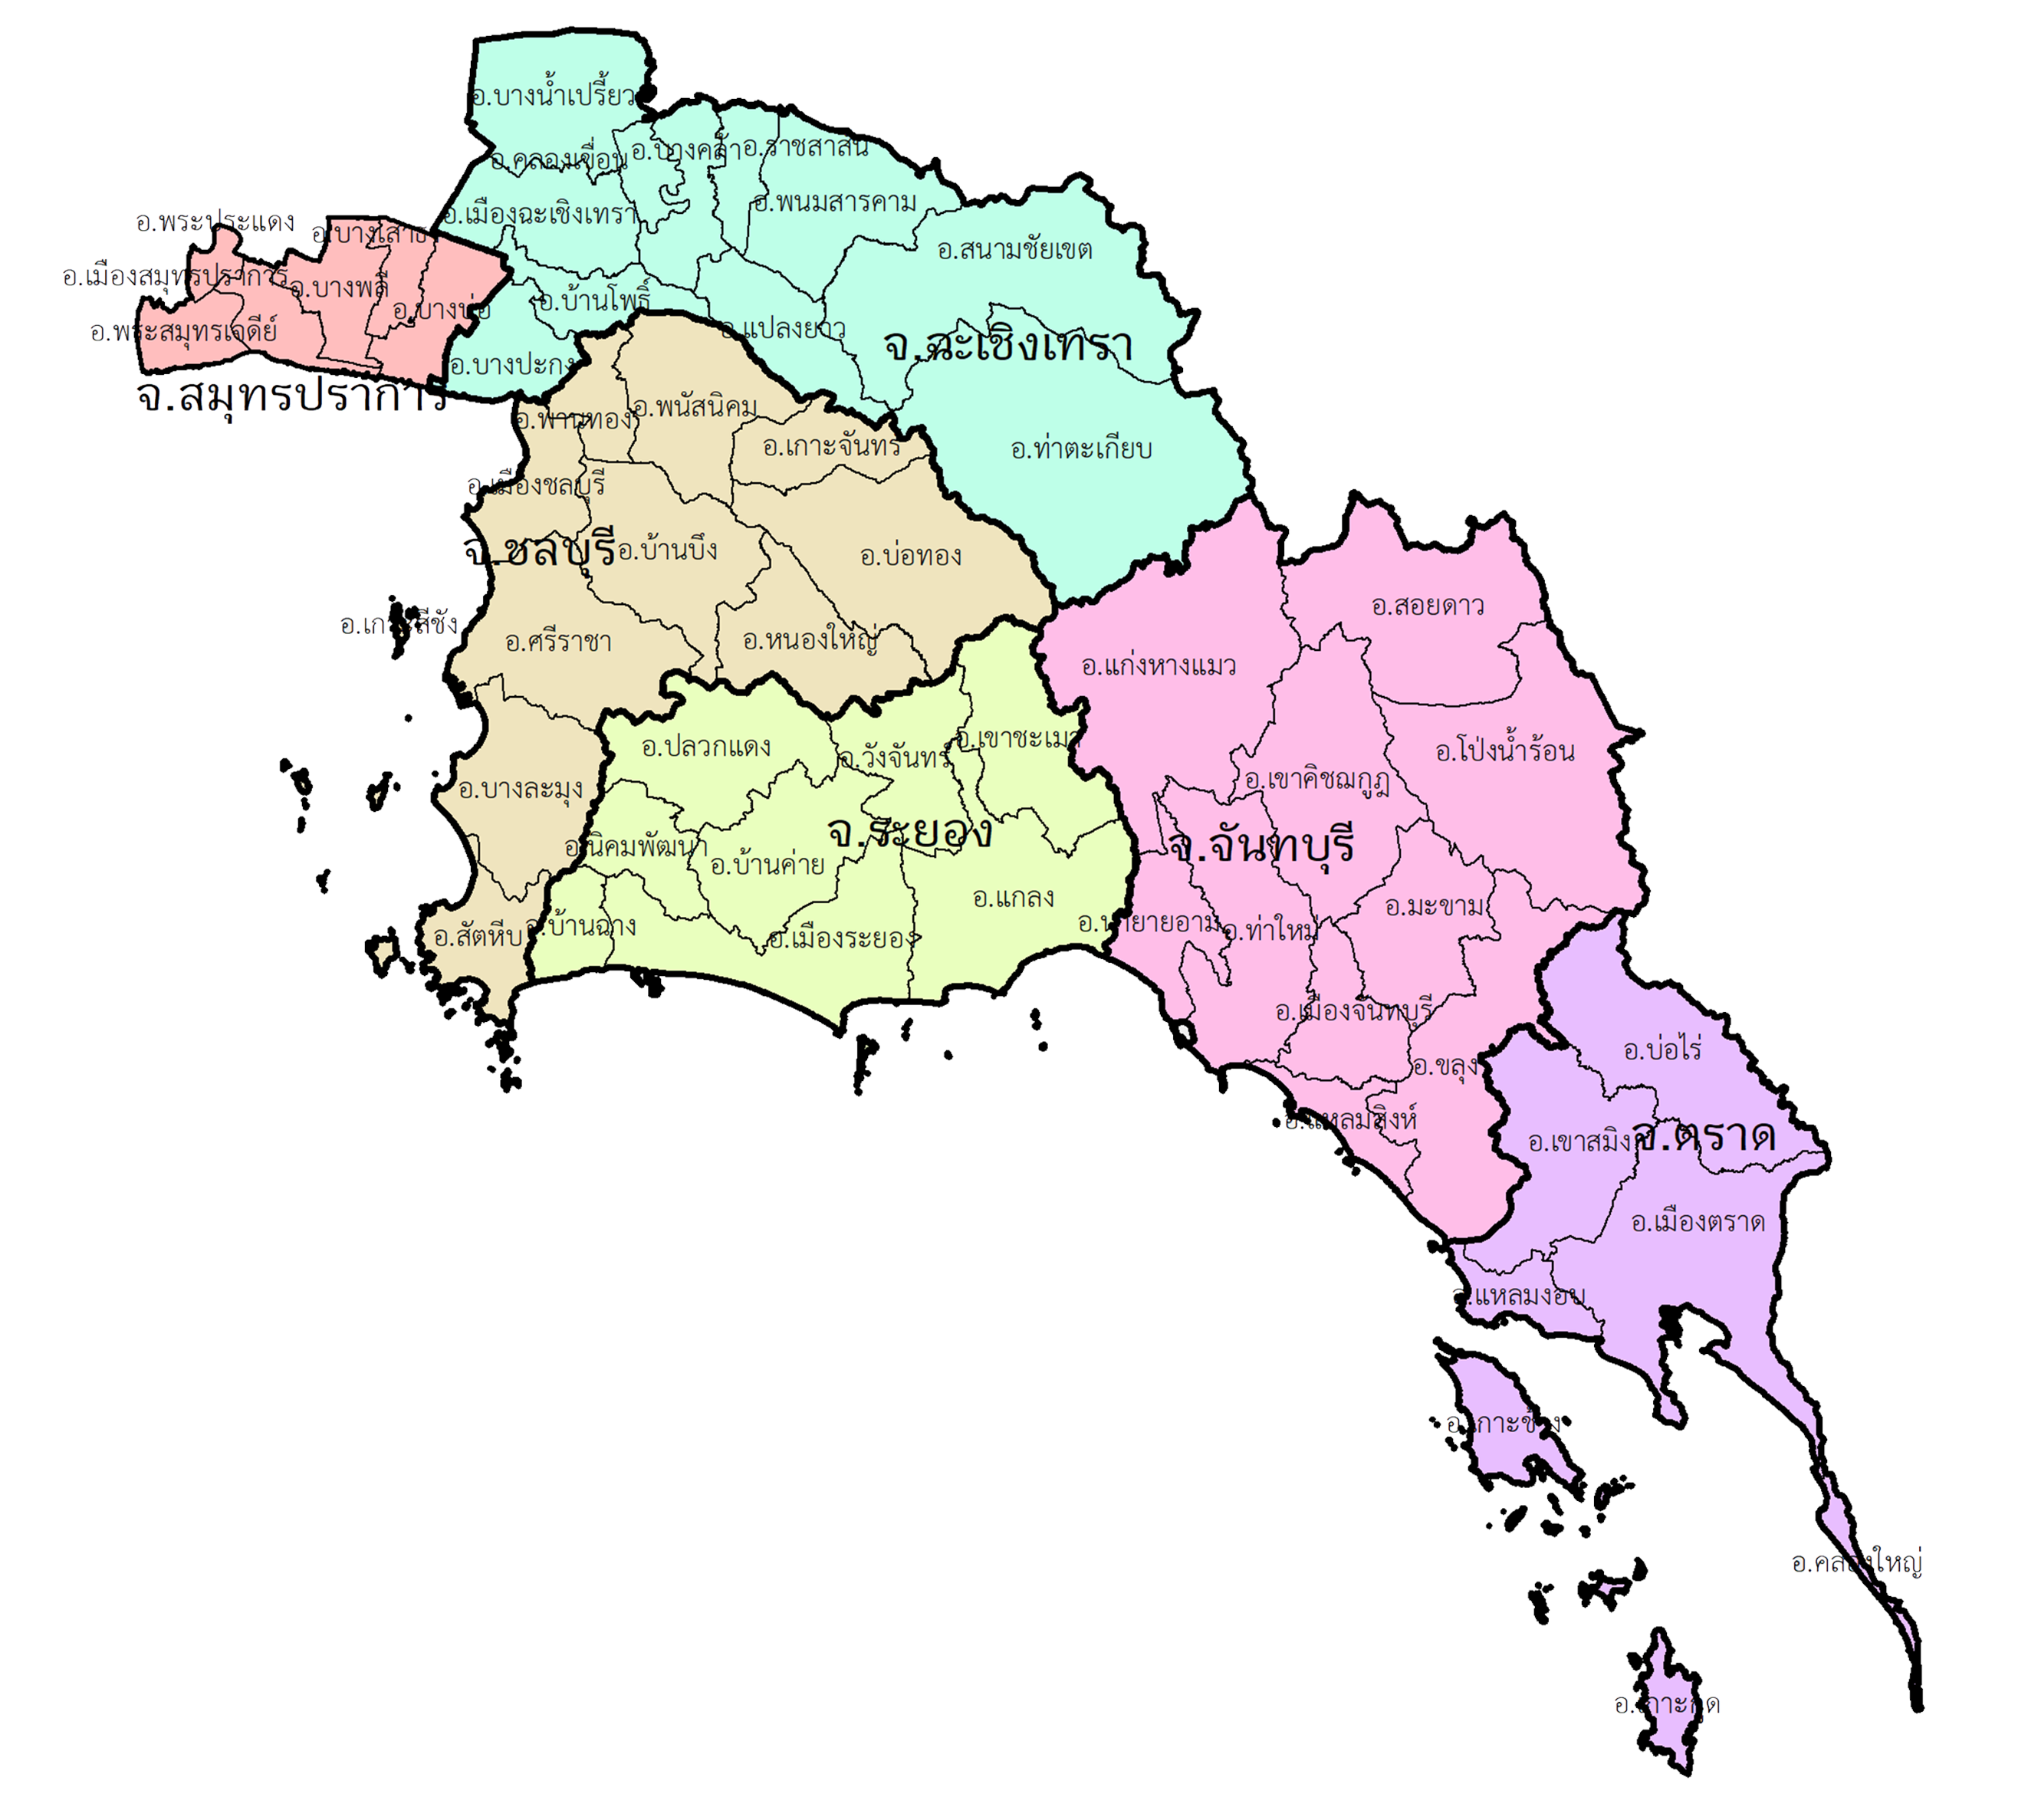 อ.บางน้ำเปรี้ยว
อ.คลองเขื่อน
อ.บางคล้า
อ.ราชสาส์น
อ.พนมสารคาม
อ.เมืองฉะเชิงเทรา
อ.พระประแดง
อ.บางเสาธง
อ.สนามชัยเขต
อ.เมืองสมุทรปราการ
อ.บางพลี
อ.บางบ่อ
อ.บ้านโพธิ์
อ.พระสมุทรเจดีย์
อ.แปลงยาว
จ.ฉะเชิงเทรา
อ.บางปะกง
จ.สมุทรปราการ
อ.พานทอง
อ.พนัสนิคม
อ.เกาะจันทร์
อ.ท่าตะเกียบ
อ.เมืองชลบุรี
จ.ชลบุรี
อ.บ้านบึง
อ.บ่อทอง
อ.สอยดาว
อ.เกาะสีชัง
อ.ศรีราชา
อ.หนองใหญ่
อ.แก่งหางแมว
อ.ปลวกแดง
อ.วังจันทร์
อ.เขาชะเมา
อ.โป่งน้ำร้อน
อ.บางละมุง
อ.เขาคิชฌกูฏ
อ.นิคมพัฒนา
อ.บ้านค่าย
จ.ระยอง
จ.จันทบุรี
อ.แกลง
อ.มะขาม
อ.สัตหีบ
อ.บ้านฉาง
อ.เมืองระยอง
อ.นายายอาม
อ.ท่าใหม่
อ.เมืองจันทบุรี
อ.บ่อไร่
อ.ขลุง
อ.แหลมสิงห์
อ.เขาสมิง
จ.ตราด
อ.เมืองตราด
อ.แหลมงอบ
อ.เกาะช้าง
อ.คลองใหญ่
อ.เกาะกูด